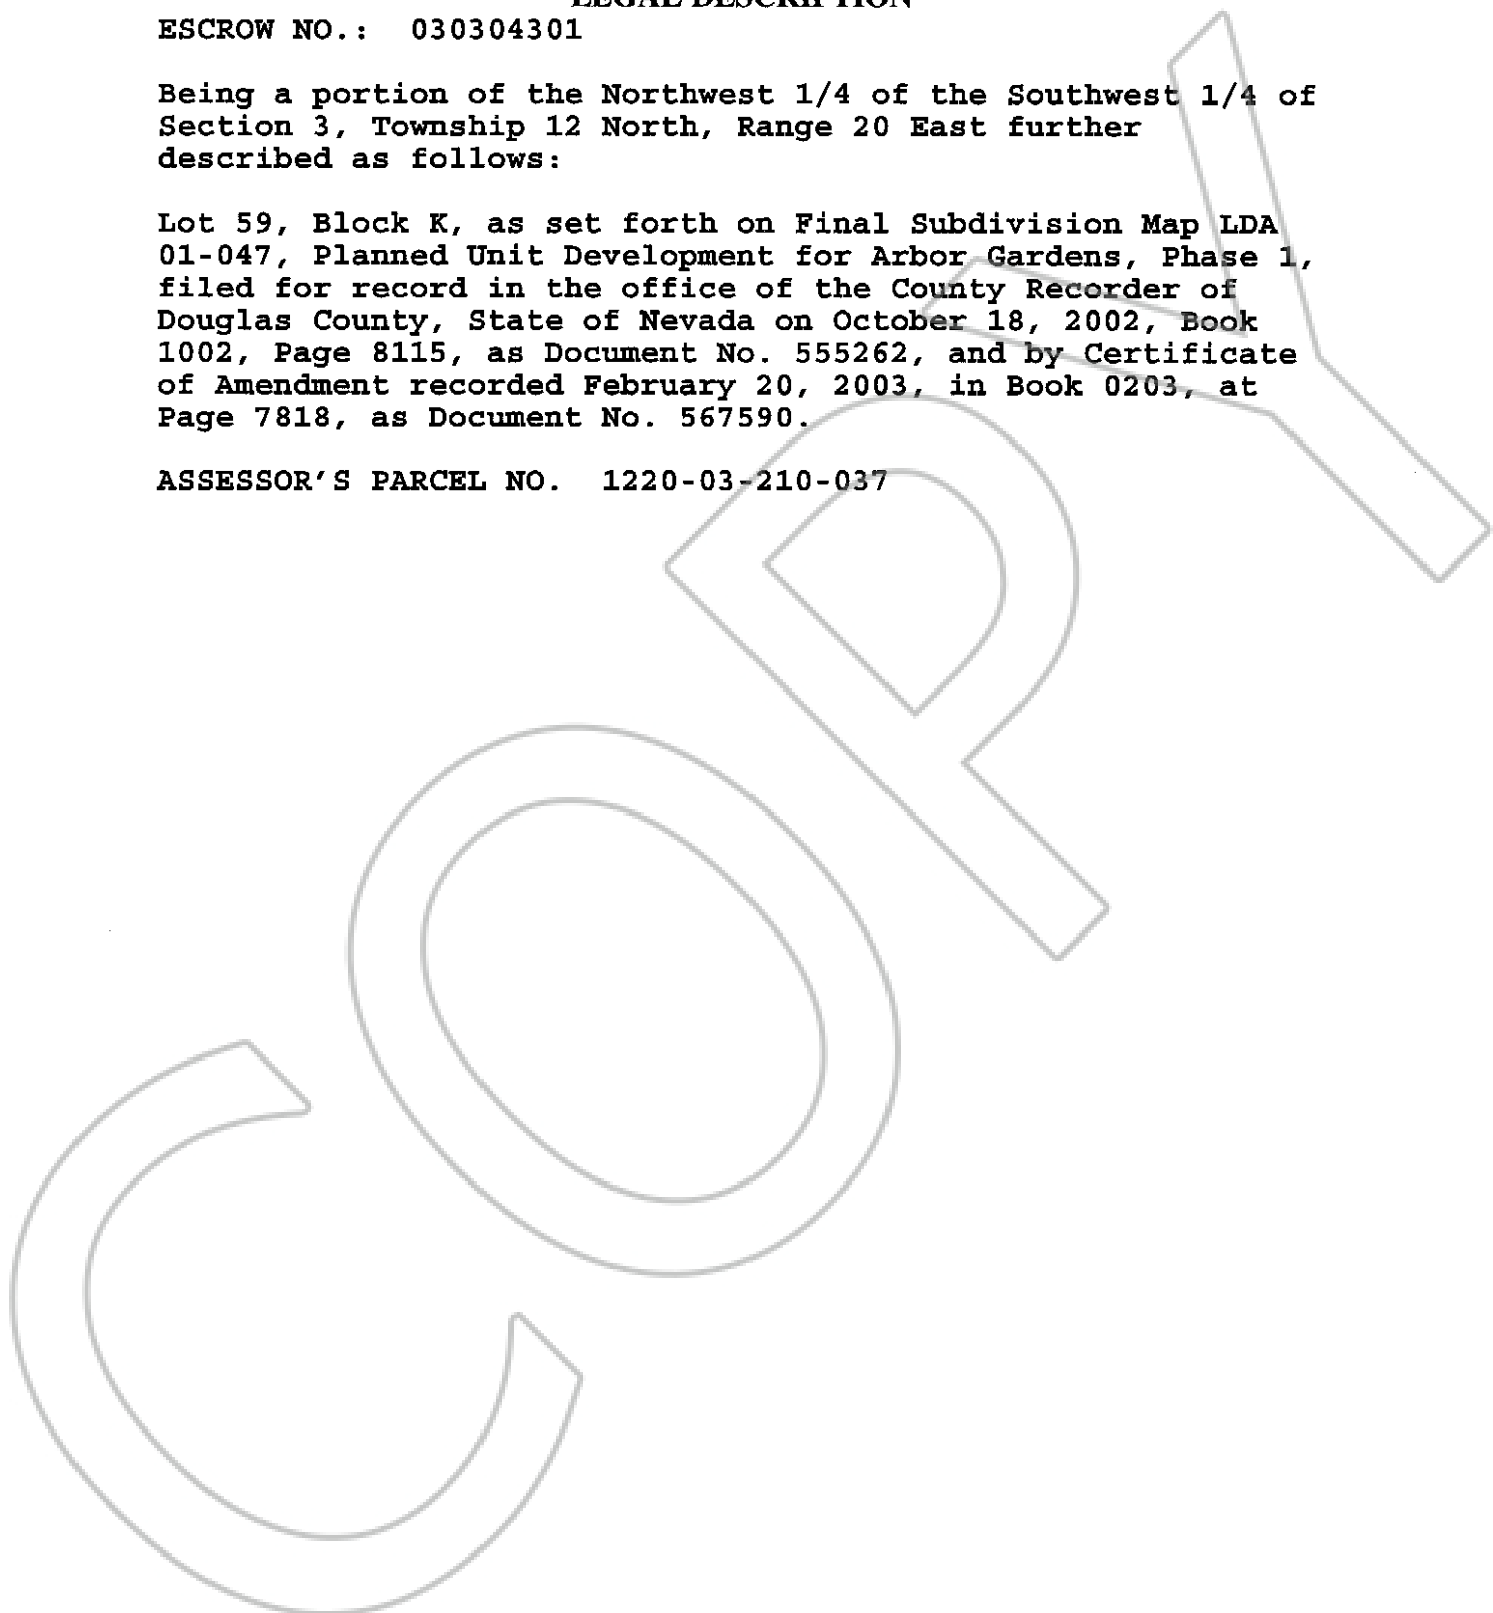 LEGAL DESCRIPTION
ESCROW NO.: 030304301
Being a portion of the Northwest 1/4 of the Southwest 1/4 of
Section 3, Township 12 North, Range 20 East further
described as follows:
Lot 59, Block K, as set forth on Final Subdivision Map LDA
01-047, Planned Unit Development for Arbor Gardens, Phase 1,
filed for record in the office of the County Recorder of
Douglas County, State of Nevada on October 18, 2002, Book
1002, Page 8115, as Document No. 555262, and by Certificate
of Amendment recorded February 20, 2003, in Book 0203, at
Page 7818, as Document No. 567590.
ASSESSOR'S PARCEL NO. 1220-03-210-037
COPY